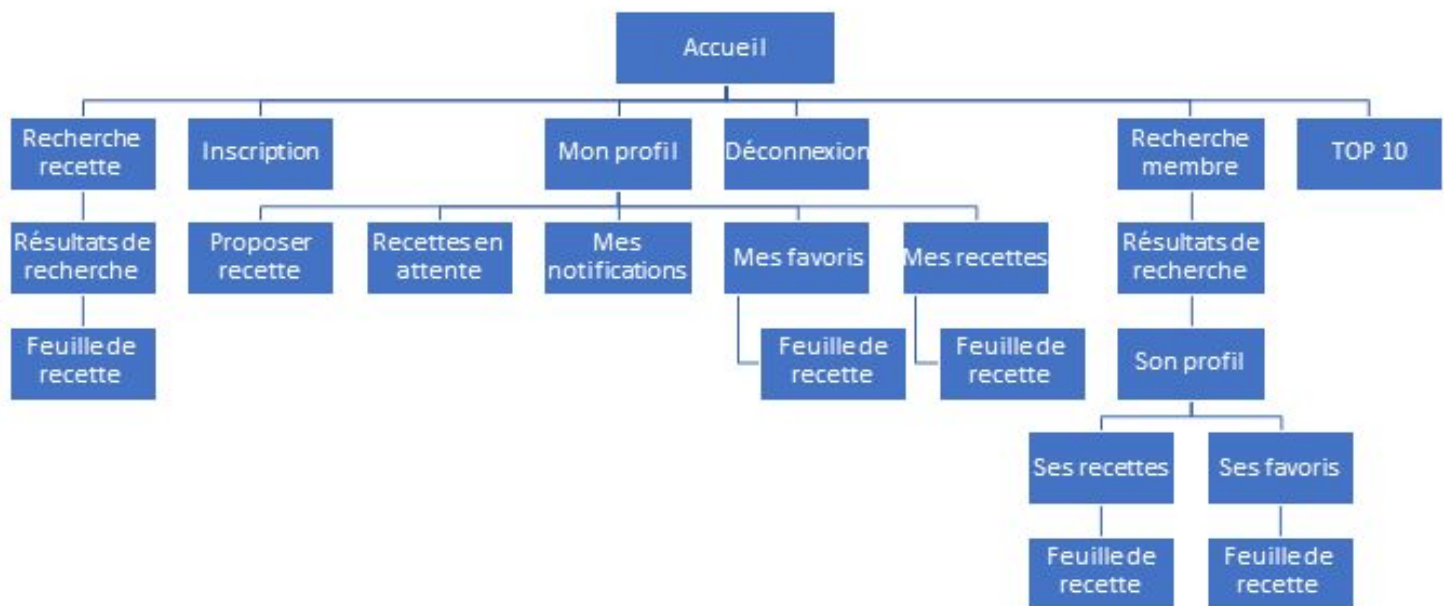 Accueil
Recherche
recette
Inscription
Mon profil
Déconnexion
Recherche
membre
TOP 10
Résultats de
recherche
Proposer
recette
Recettes en
attente
Mes
notifications
Mes favoris
Mes recettes
Résultats de
recherche
Feuille de
recette
Feuille de
recette
Feuille de
recette
Son profil
Ses recettes
Ses favoris
Feuille de
recette
Feuille de
recette